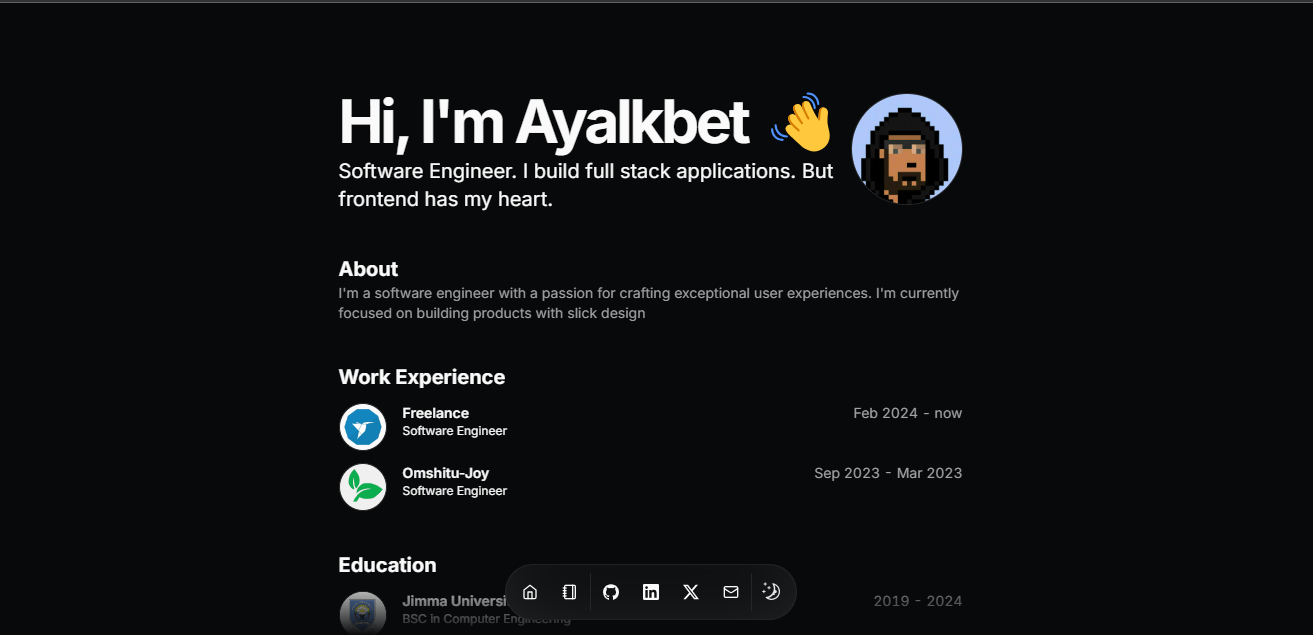 Hi, I'm Ayalkbet 👋
Software Engineer. I build full stack applications. But
frontend has my heart.
About
I'm a software engineer with a passion for crafting exceptional user experiences. I'm currently
focused on building products with slick design
Work Experience
Freelance
Feb 2024 - now
Software Engineer
Omshitu-Joy
Sep 2023 - Mar 2023
Software Engineer
Education
Jimma Universi
2019 - 2024
BSC in Computer Engineering